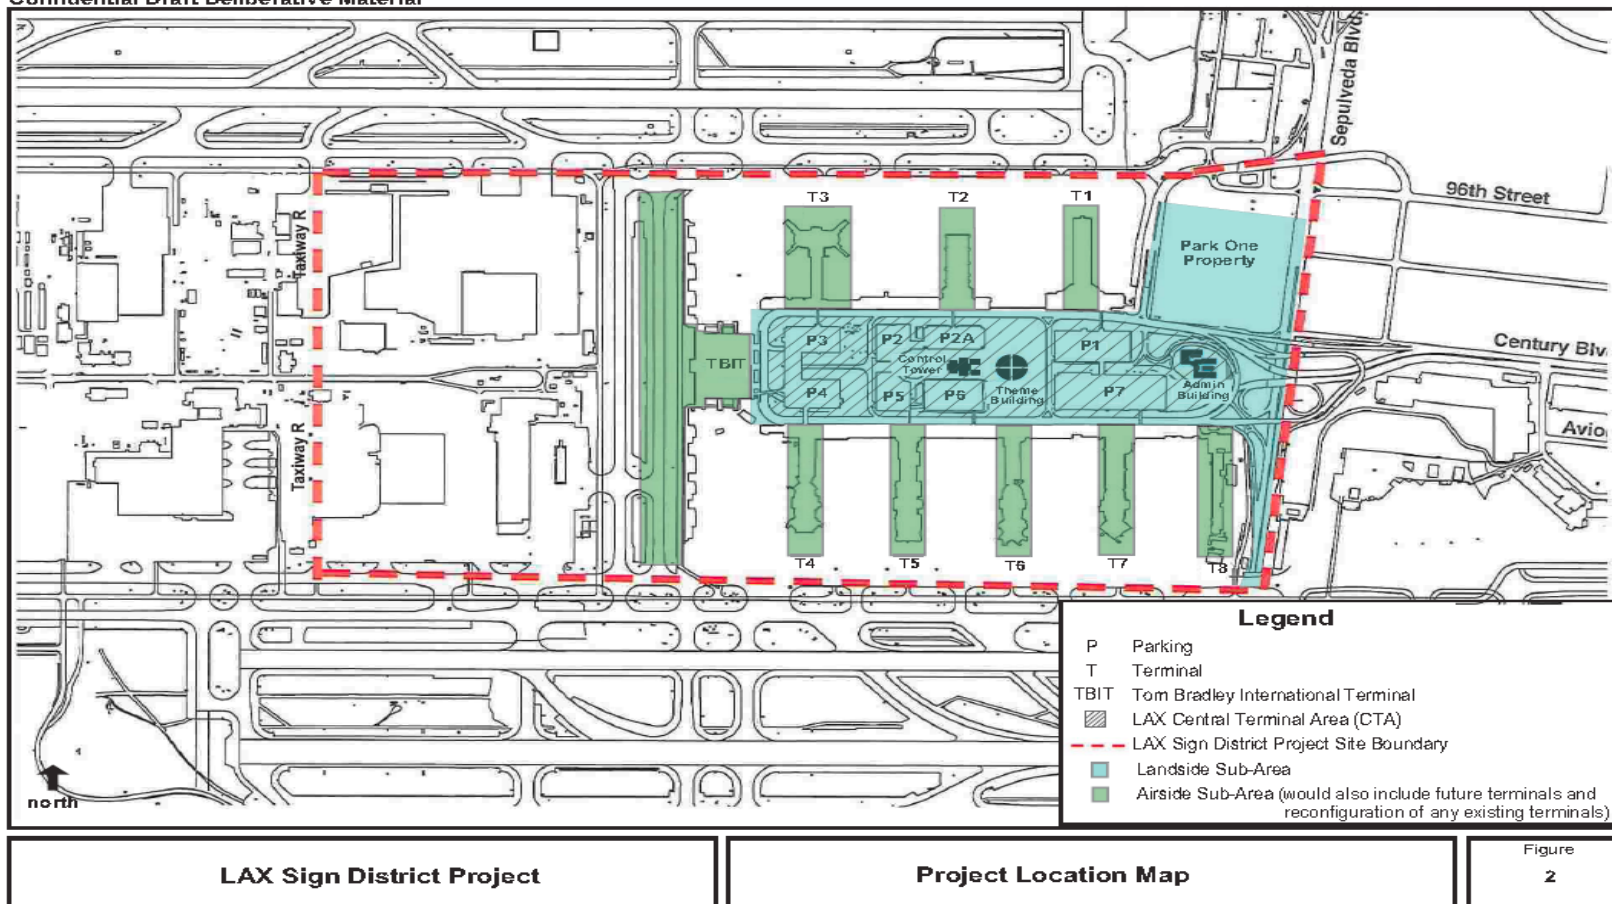 Confidential Draft Deliberative Material
Sepulveda Blvd
96th Street
T3
T2
T1
Taxiway R
Park One
Property
Century Blv
P3
P2
P2A
P1
Control
Tower
TBIT
P4
P5
P6
Theme
Building
P7
Admin
Building
Avio
Taxiway R
T4
T5
T6
T7
T8
Legend
P Parking
T Terminal
TBIT Tom Bradley International Terminal
LAX Central Terminal Area (CTA)
LAX Sign District Project Site Boundary
Landside Sub-Area
Airside Sub-Area (would also include future terminals and
reconfiguration of any existing terminals)
north
LAX Sign District Project
Project Location Map
Figure
2